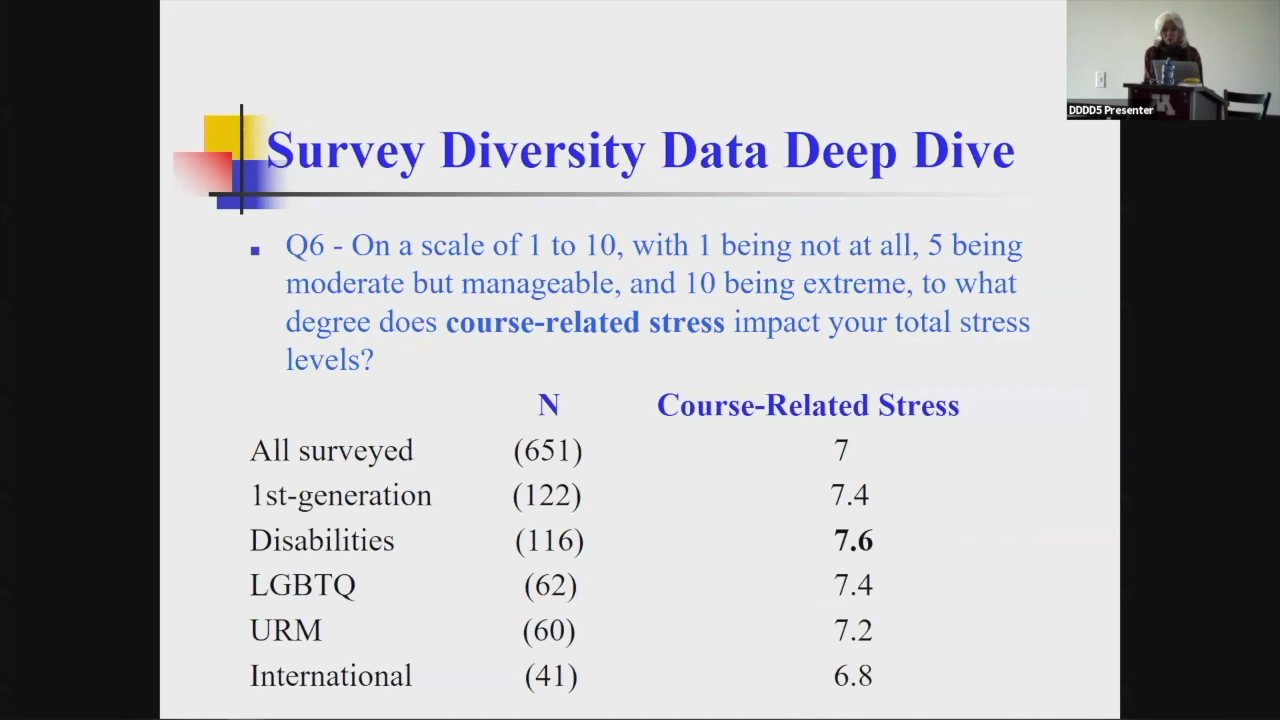 DDDD5 Presenter
Survey Diversity Data Deep Dive
Q6 - On a scale of 1 to 10, with 1 being not at all, 5 being
moderate but manageable, and 10 being extreme, to what
degree does course-related stress impact your total stress
levels?
N Course-Related Stress
All surveyed (651) 7
1st-generation (122) 7.4
Disabilities (116) 7.6
LGBTQ (62) 7.4
URM (60) 7.2
International (41) 6.8